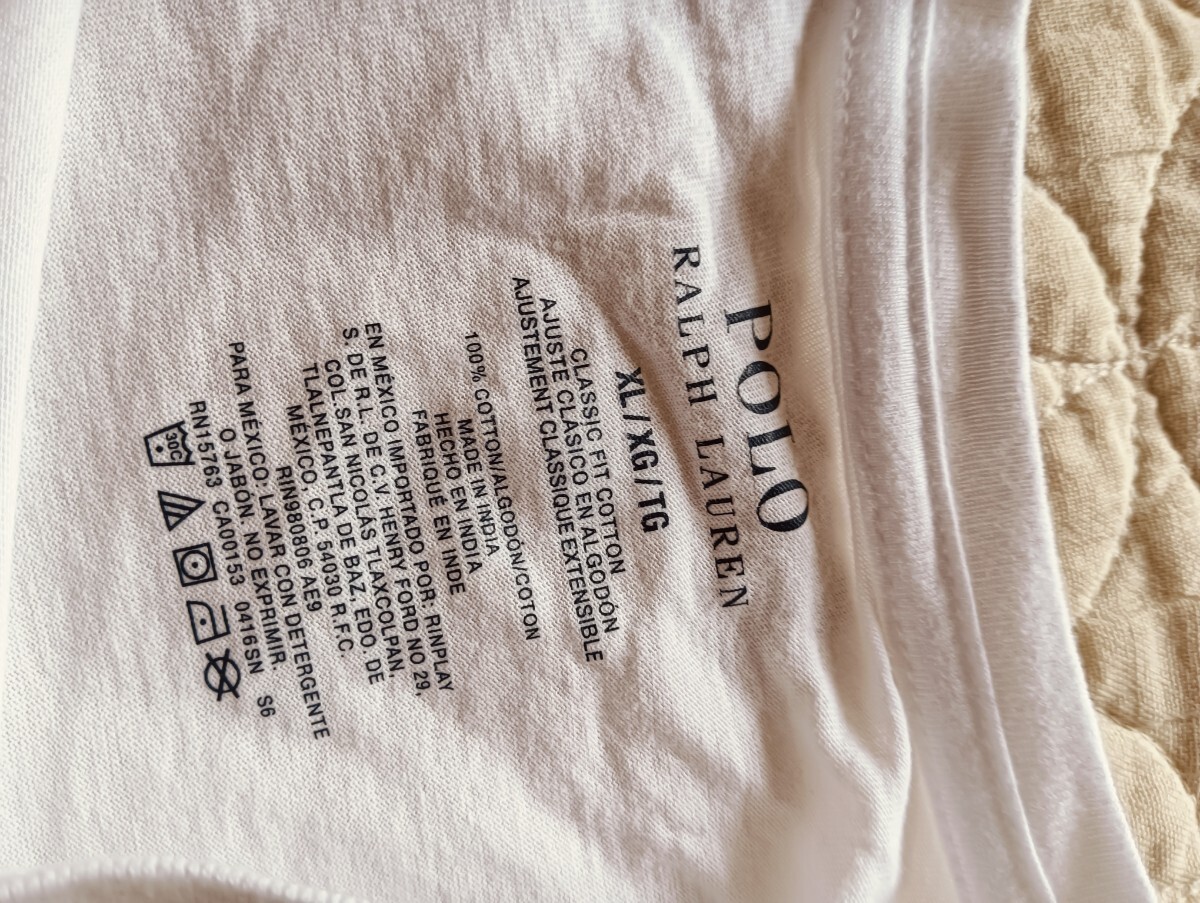 POLO
RALPH LAUREN
XL/XG/TG
CLASSIC FIT COTTON
AJUSTE CLÁSICO EN ALGODÓN
AJUSTEMENT CLASSIQUE EXTENSIBLE
100% COTTON/ALGODÓN/COTON
MADE IN INDIA
HECHO EN INDIA
FABRIQUÉ EN INDE
EN MÉXICO IMPORTADO POR: RINPLAY
S. DE R.L. DE C.V. HENRY FORD NO 29,
COL.SAN NICOLÁS TLAXCOLPAN,
TLALNEPANTLA DE BAZ, EDO. DE
MÉXICO, C.P. 54030 R.F.C.
RIN980806 AE9
PARA MÉXICO: LAVAR CON DETERGENTE
O JABÓN. NO EXPRIMIR.
RN15763 CA00153 0416SN S6
30C